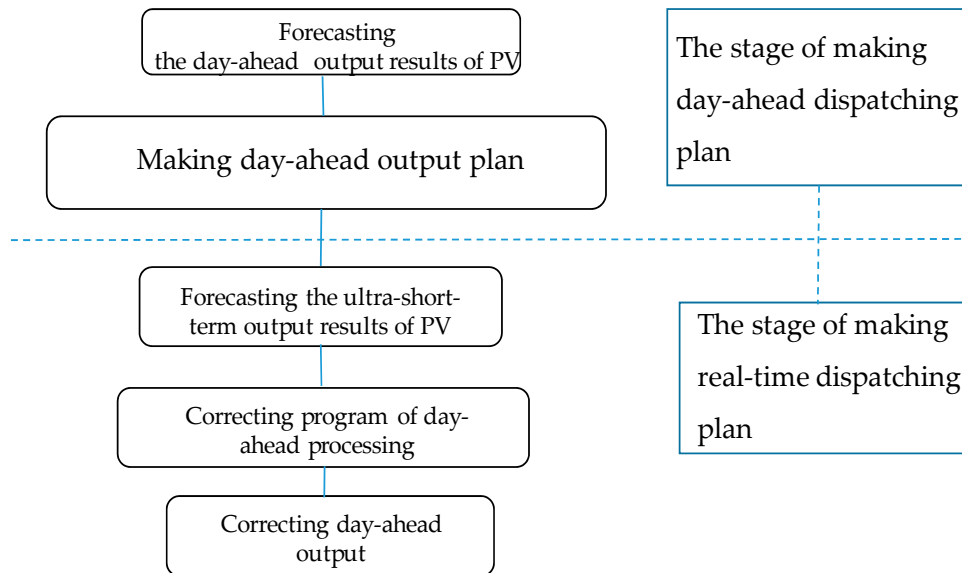 Forecasting
the day-ahead output results of PV
Making day-ahead output plan
Forecasting the ultra-short-
term output results of PV
Correcting program of day-
ahead processing
Correcting day-ahead
output
The stage of making
day-ahead dispatching
plan
The stage of making
real-time dispatching
plan